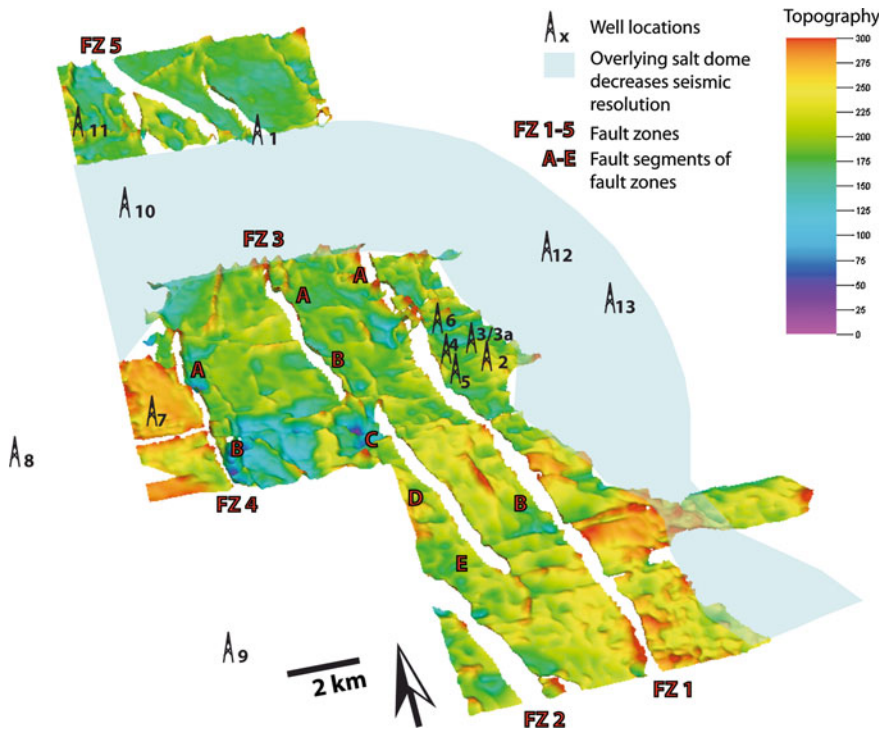 FZ 5
x
Well locations
Overlying salt dome
decreases seismic
resolution
FZ 1-5
Fault zones
A-E
Fault segments of
fault zones
Topography
300
275
250
225
200
175
150
125
100
75
50
25
0
11
1
10
12
FZ 3
A
A
13
6
3/3a
4
2
5
B
A
7
8
B
C
FZ 4
D
B
E
9
2 km
FZ 1
FZ 2